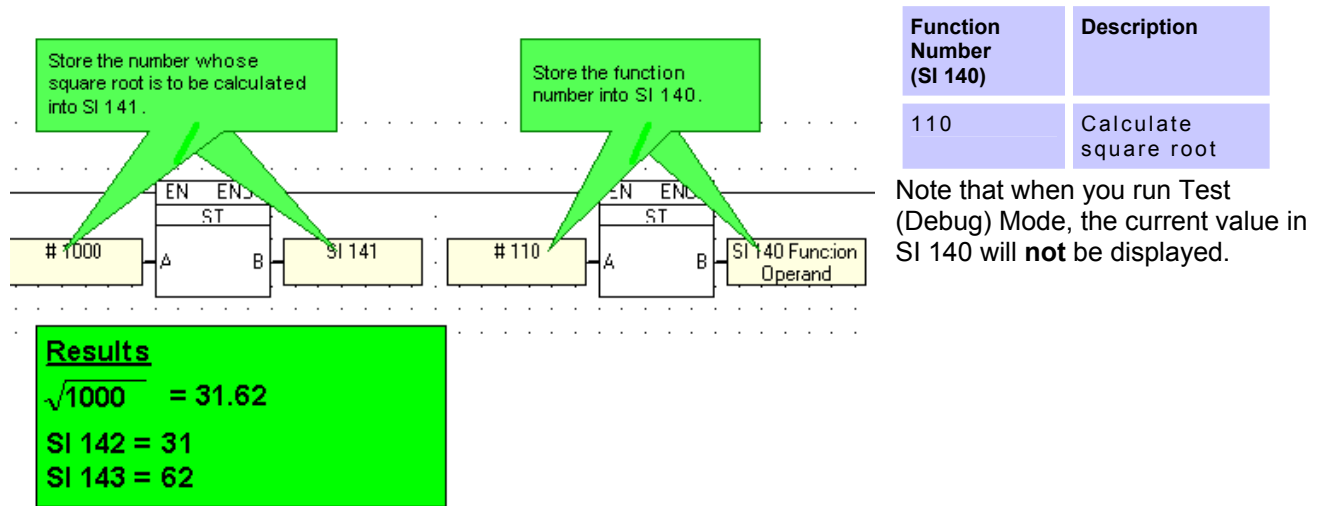 Store the number whose
square root is to be calculated
into SI 141.
Store the function
number into SI 140.
EN ENO
ST
# 1000
A B
SI 141
EN ENO
ST
# 110
A B
SI 140 Function
Operand
Results
√1000 = 31.62
SI 142 = 31
SI 143 = 62
Function
Number
(SI 140)
Description
110
Calculate
square root
Note that when you run Test
(Debug) Mode, the current value in
SI 140 will not be displayed.